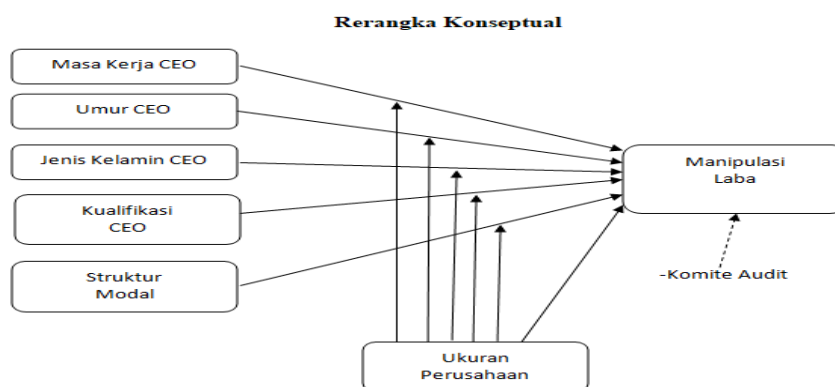 Rerangka Konseptual
Masa Kerja CEO
Umur CEO
Jenis Kelamin CEO
Kualifikasi
CEO
Struktur
Modal
Manipulasi
Laba
-Komite Audit
Ukuran
Perusahaan